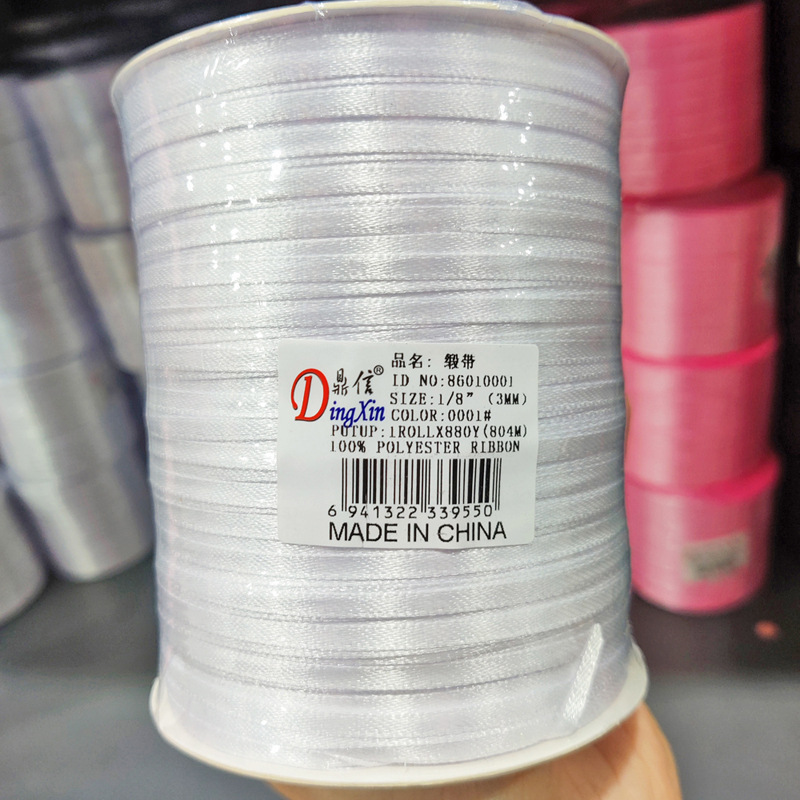 品名: 缎带
鼎信®
DingXin
ID NO:86010001
SIZE:1/8” (3MM)
COLOR:0001#
PUTUP:1ROLLX880Y(804M)
100% POLYESTER RIBBON
6 941322 339550
MADE IN CHINA